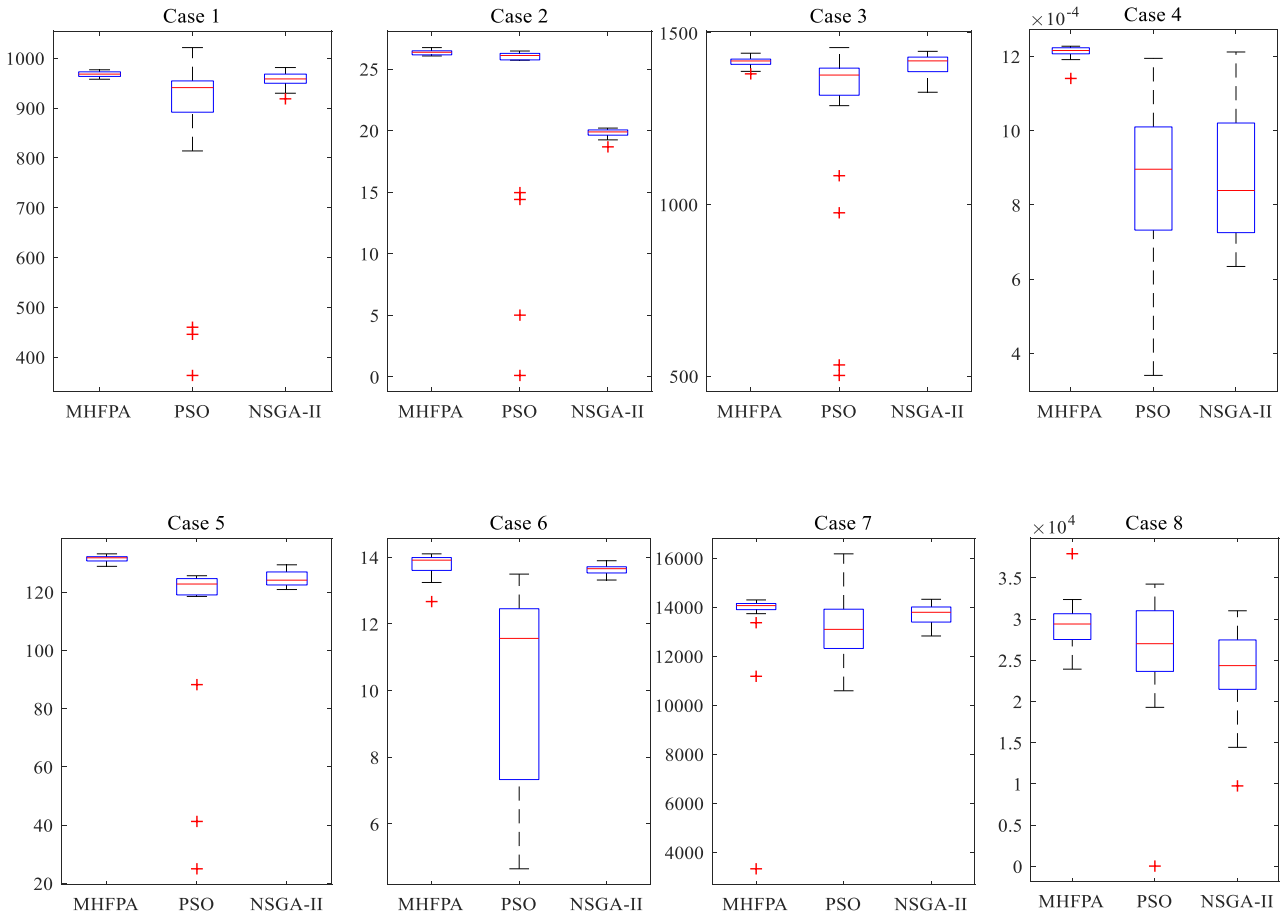 Case 1
1000
900
800
700
600
500
400
MHFPA PSO NSGA-II
Case 2
25
20
15
10
5
0
MHFPA PSO NSGA-II
Case 3
1500
1000
500
MHFPA PSO NSGA-II
×10⁻⁴ Case 4
12
10
8
6
4
MHFPA PSO NSGA-II
Case 5
120
100
80
60
40
20
MHFPA PSO NSGA-II
Case 6
14
12
10
8
6
MHFPA PSO NSGA-II
Case 7
16000
14000
12000
10000
8000
6000
4000
MHFPA PSO NSGA-II
×10⁴ Case 8
3.5
3
2.5
2
1.5
1
0.5
0
MHFPA PSO NSGA-II